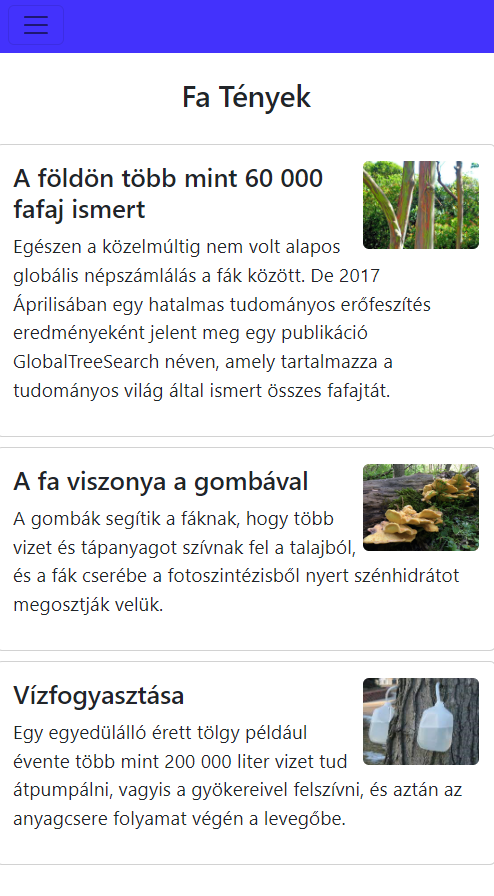 Fa Tények
A földön több mint 60 000
fafaj ismert
Egészen a közelmúltig nem volt alapos
globális népszámlálás a fák között. De 2017
Áprilisában egy hatalmas tudományos erőfeszítés
eredményeként jelent meg egy publikáció
GlobalTreeSearch néven, amely tartalmazza a
tudományos világ által ismert összes fafajtát.
A fa viszonya a gombával
A gombák segítik a fáknak, hogy több
vizet és tápanyagot szívnak fel a talajból,
és a fák cserébe a fotoszintézisből nyert szénhidrátot
megosztják velük.
Vízfogyasztása
Egy egyedülálló érett tölgy például
évente több mint 200 000 liter vizet tud
átpumpálni, vagyis a gyökereivel felszívni, és aztán az
anyagcsere folyamat végén a levegőbe.